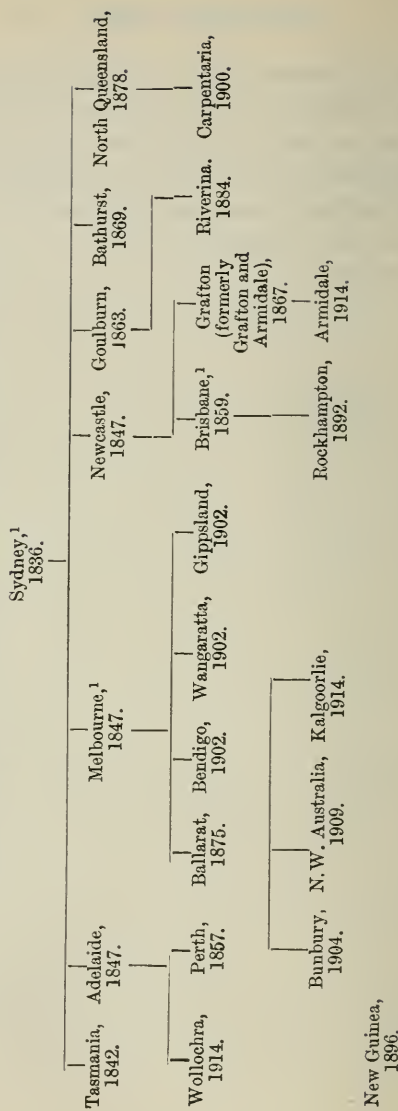 Sydney,¹
1836.
Tasmania,
1842.
Adelaide,
1847.
Melbourne,¹
1847.
Newcastle,
1847.
Goulburn,
1863.
Bathurst,
1869.
North Queensland,
1878.
Wollochra,
1914.
Perth,
1857.
Ballarat,
1875.
Bendigo,
1902.
Wangaratta,
1902.
Gippsland,
1902.
Brisbane,¹
1859.
Grafton
(formerly
Grafton and
Armidale),
1867.
Riverina.
1884.
Carpentaria,
1900.
Bunbury,
1904.
N.W. Australia,
1909.
Kalgoorlie,
1914.
Rockhampton,
1892.
Armidale,
1914.
New Guinea,
1896.